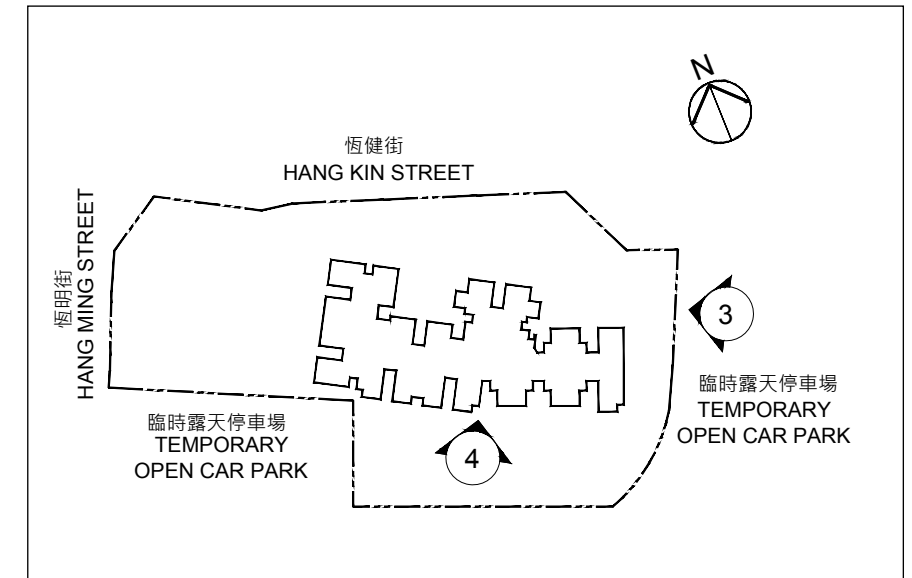 N
恆健街
HANG KIN STREET
恆明街
HANG MING STREET
3
臨時露天停車場
TEMPORARY
OPEN CAR PARK
臨時露天停車場
TEMPORARY
OPEN CAR PARK
4